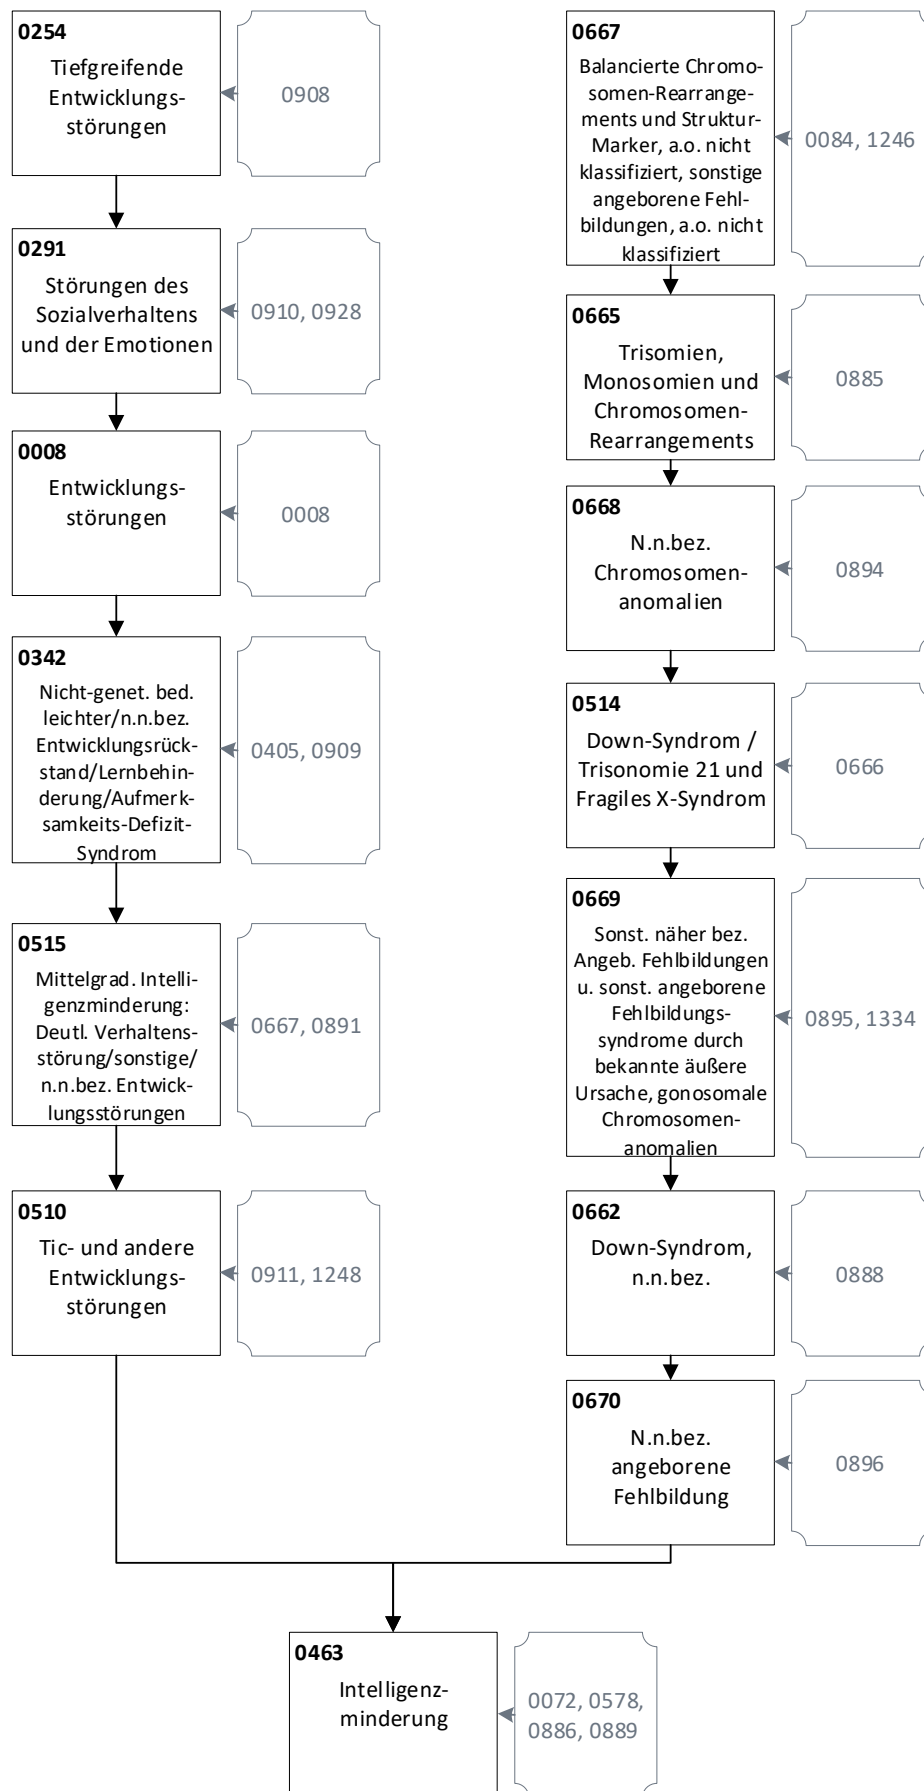 0254
Tiefgreifende
Entwicklungs-
störungen
0908
0291
Störungen des
Sozialverhaltens
und der Emotionen
0910, 0928
0008
Entwicklungs-
störungen
0008
0342
Nicht-genet. bed.
leichter/n.n.bez.
Entwicklungsrück-
stand/Lernbehin-
derung/Aufmerk-
samkeits-Defizit-
Syndrom
0405, 0909
0515
Mittelgrad. Intelli-
genzminderung:
Deutl. Verhaltens-
störung/sonstige/
n.n.bez. Entwick-
lungsstörungen
0667, 0891
0510
Tic- und andere
Entwicklungs-
störungen
0911, 1248
0667
Balancierte Chromo-
somen-Rearrange-
ments und Struktur-
Marker, a.o. nicht
klassifiziert, sonstige
angeborene Fehl-
bildungen, a.o. nicht
klassifiziert
0084, 1246
0665
Trisomien,
Monosomien und
Chromosomen-
Rearrangements
0885
0668
N.n.bez.
Chromosomen-
anomalien
0894
0514
Down-Syndrom /
Trisonomie 21 und
Fragiles X-Syndrom
0666
0669
Sonst. näher bez.
Angeb. Fehlbildungen
u. sonst. angeborene
Fehlbildungs-
syndrome durch
bekannte äußere
Ursache, gonosomale
Chromosomen-
anomalien
0895, 1334
0662
Down-Syndrom,
n.n.bez.
0888
0670
N.n.bez.
angeborene
Fehlbildung
0896
0463
Intelligenz-
minderung
0072, 0578,
0886, 0889